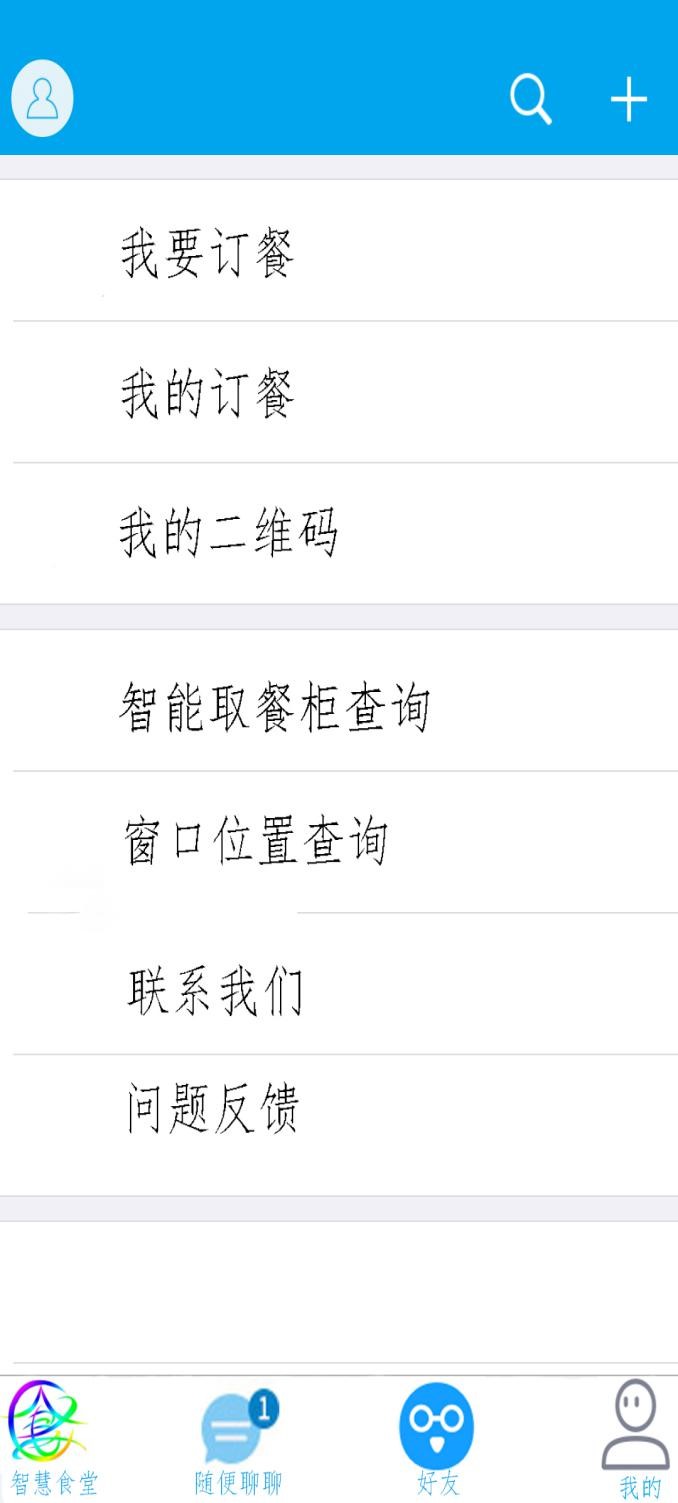 我要订餐
我的订餐
我的二维码
智能取餐柜查询
窗口位置查询
联系我们
问题反馈
1
智慧食堂 随便聊聊 好友 我的